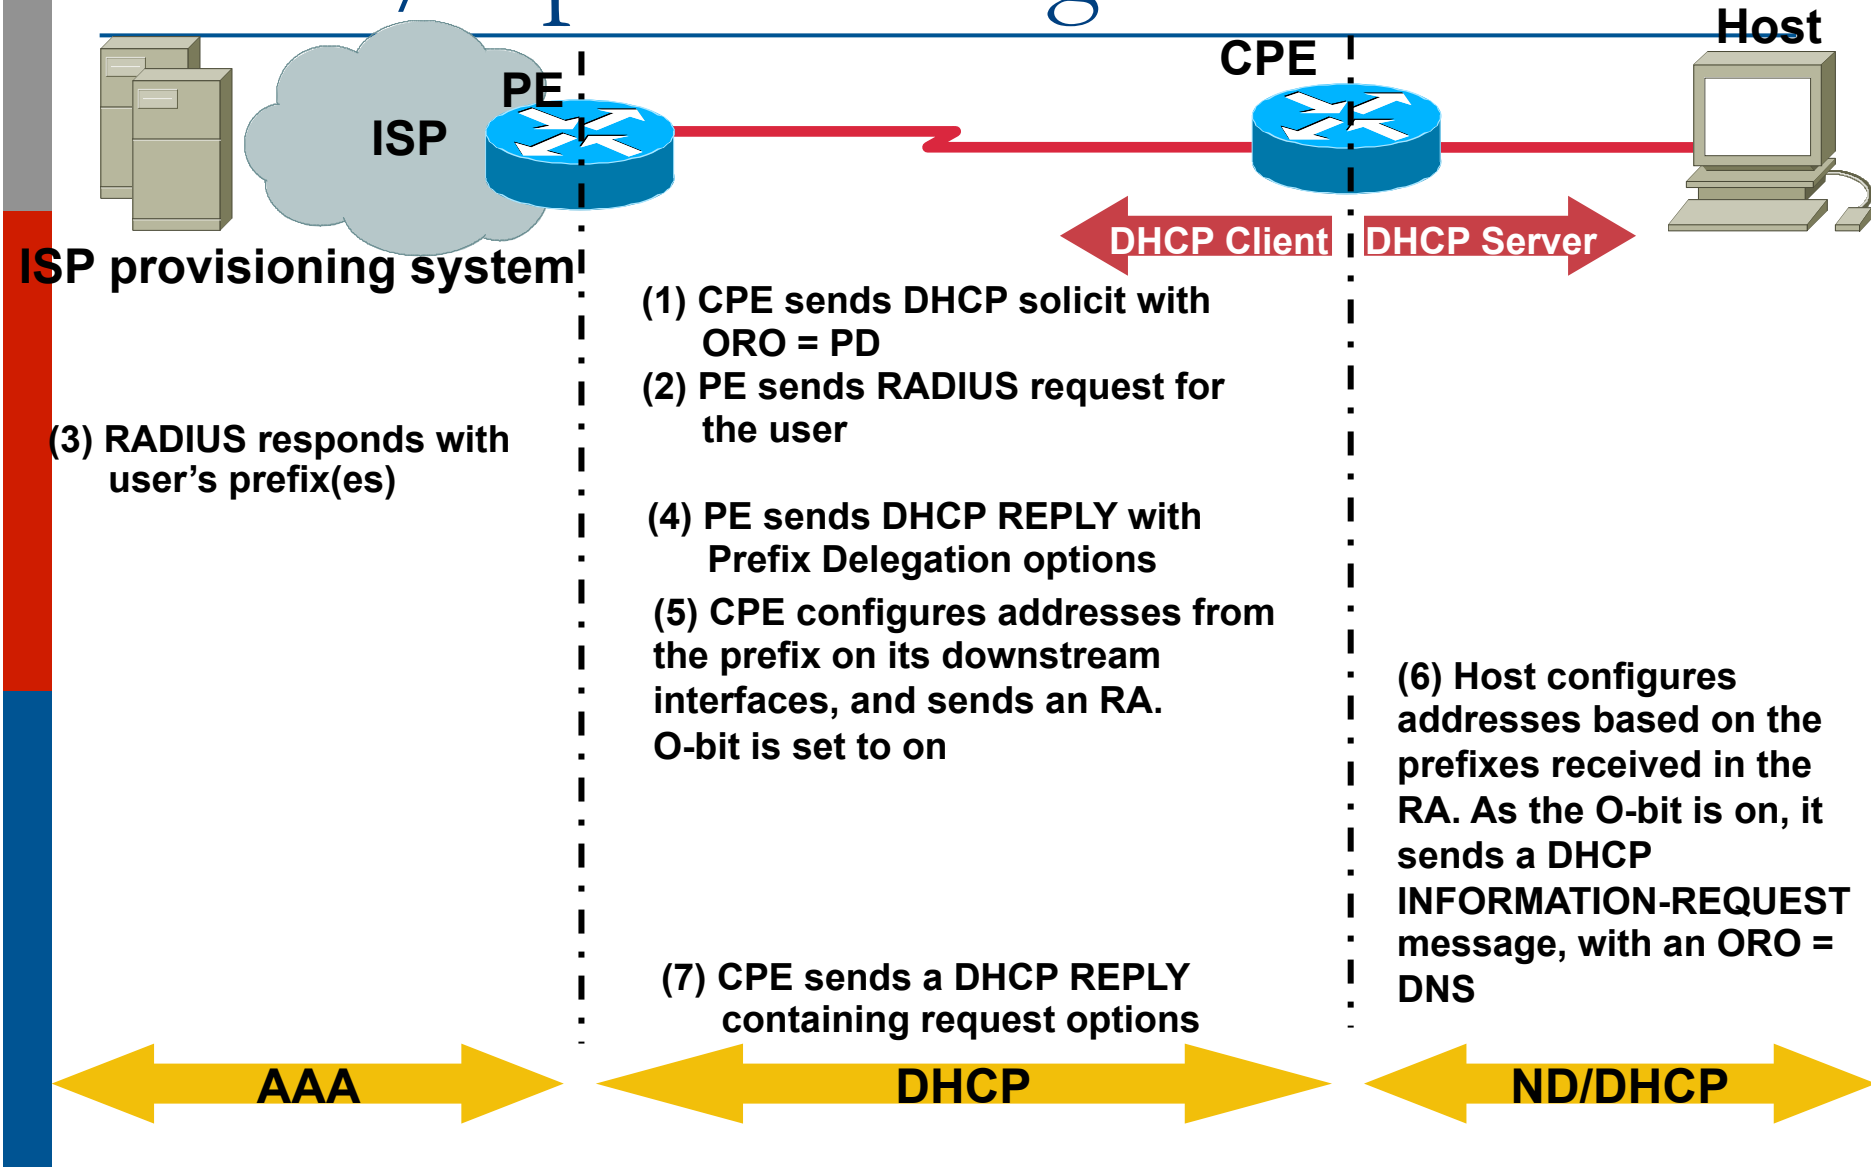 Host
CPE
PE
ISP
DHCP Client
DHCP Server
ISP provisioning system
(1) CPE sends DHCP solicit with
ORO = PD
(2) PE sends RADIUS request for
the user
(3) RADIUS responds with
user’s prefix(es)
(4) PE sends DHCP REPLY with
Prefix Delegation options
(5) CPE configures addresses from
the prefix on its downstream
interfaces, and sends an RA.
O-bit is set to on
(6) Host configures
addresses based on the
prefixes received in the
RA. As the O-bit is on, it
sends a DHCP
INFORMATION-REQUEST
message, with an ORO =
DNS
(7) CPE sends a DHCP REPLY
containing request options
AAA
DHCP
ND/DHCP